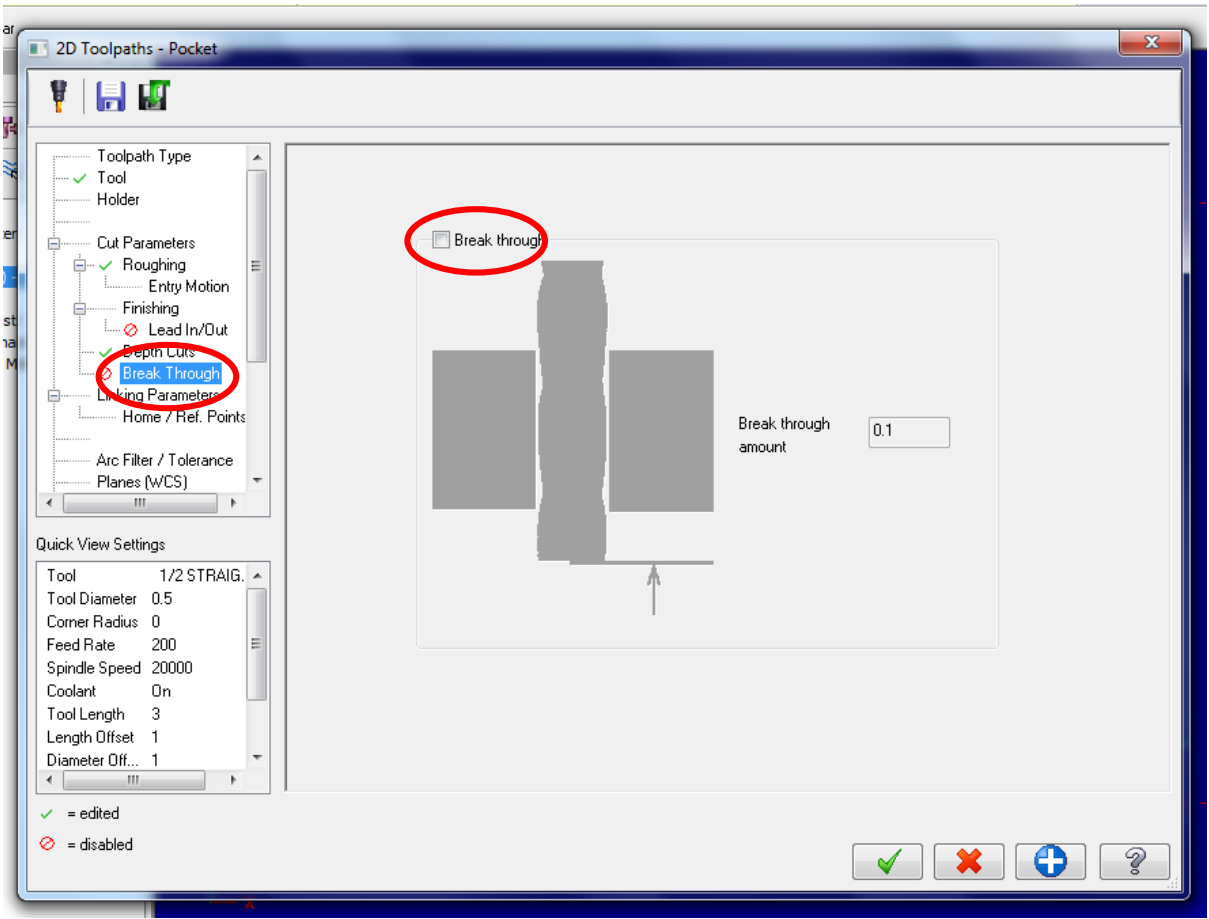 ar
2D Toolpaths - Pocket
x
Toolpath Type
Tool
Holder
Cut Parameters
Roughing
Entry Motion
Finishing
Lead In/Out
Depth Cuts
Break Through
Linking Parameters
Home / Ref. Points
Arc Filter / Tolerance
Planes (WCS)
Break through
Break through
amount
0.1
Quick View Settings
Tool 1/2 STRAIG.
Tool Diameter 0.5
Corner Radius 0
Feed Rate 200
Spindle Speed 20000
Coolant On
Tool Length 3
Length Offset 1
Diameter Off... 1
= edited
= disabled
?